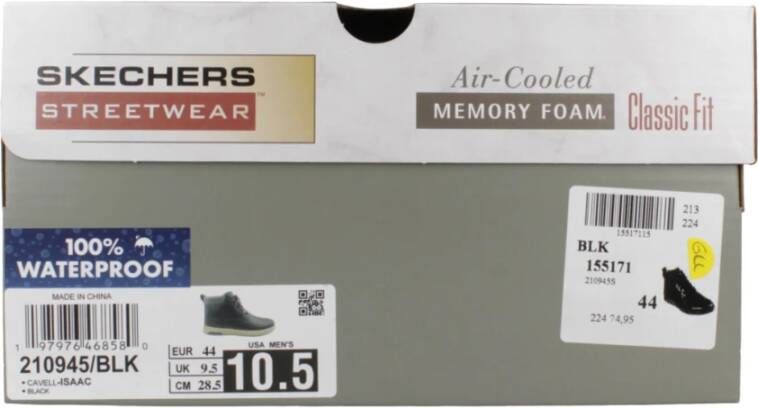 SKECHERS
STREETWEAR™
Air-Cooled
MEMORY FOAM.
Classic Fit
100%
WATERPROOF
MADE IN CHINA
1 97976 46858 0
210945/BLK
• CAVELL-ISAAC
• BLACK
USA MEN'S
EUR 44
UK 9.5
CM 28.5
10.5
213
224
15517115
BLK
155171
210945S
44
224 74,95